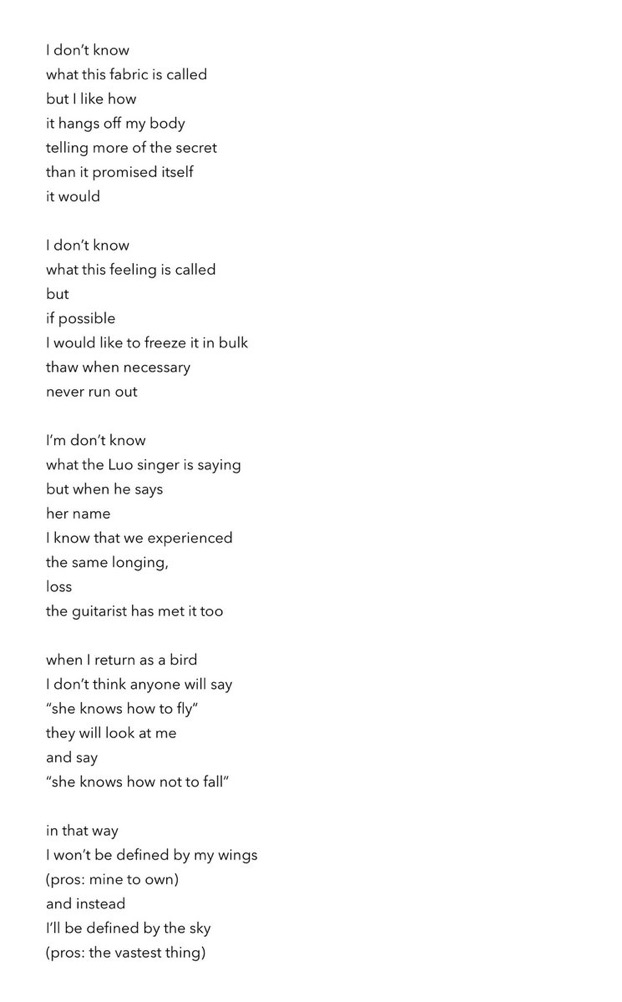 I don’t know
what this fabric is called
but I like how
it hangs off my body
telling more of the secret
than it promised itself
it would

I don’t know
what this feeling is called
but
if possible
I would like to freeze it in bulk
thaw when necessary
never run out

I’m don’t know
what the Luo singer is saying
but when he says
her name
I know that we experienced
the same longing,
loss
the guitarist has met it too

when I return as a bird
I don’t think anyone will say
“she knows how to fly”
they will look at me
and say
“she knows how not to fall”

in that way
I won’t be defined by my wings
(pros: mine to own)
and instead
I’ll be defined by the sky
(pros: the vastest thing)